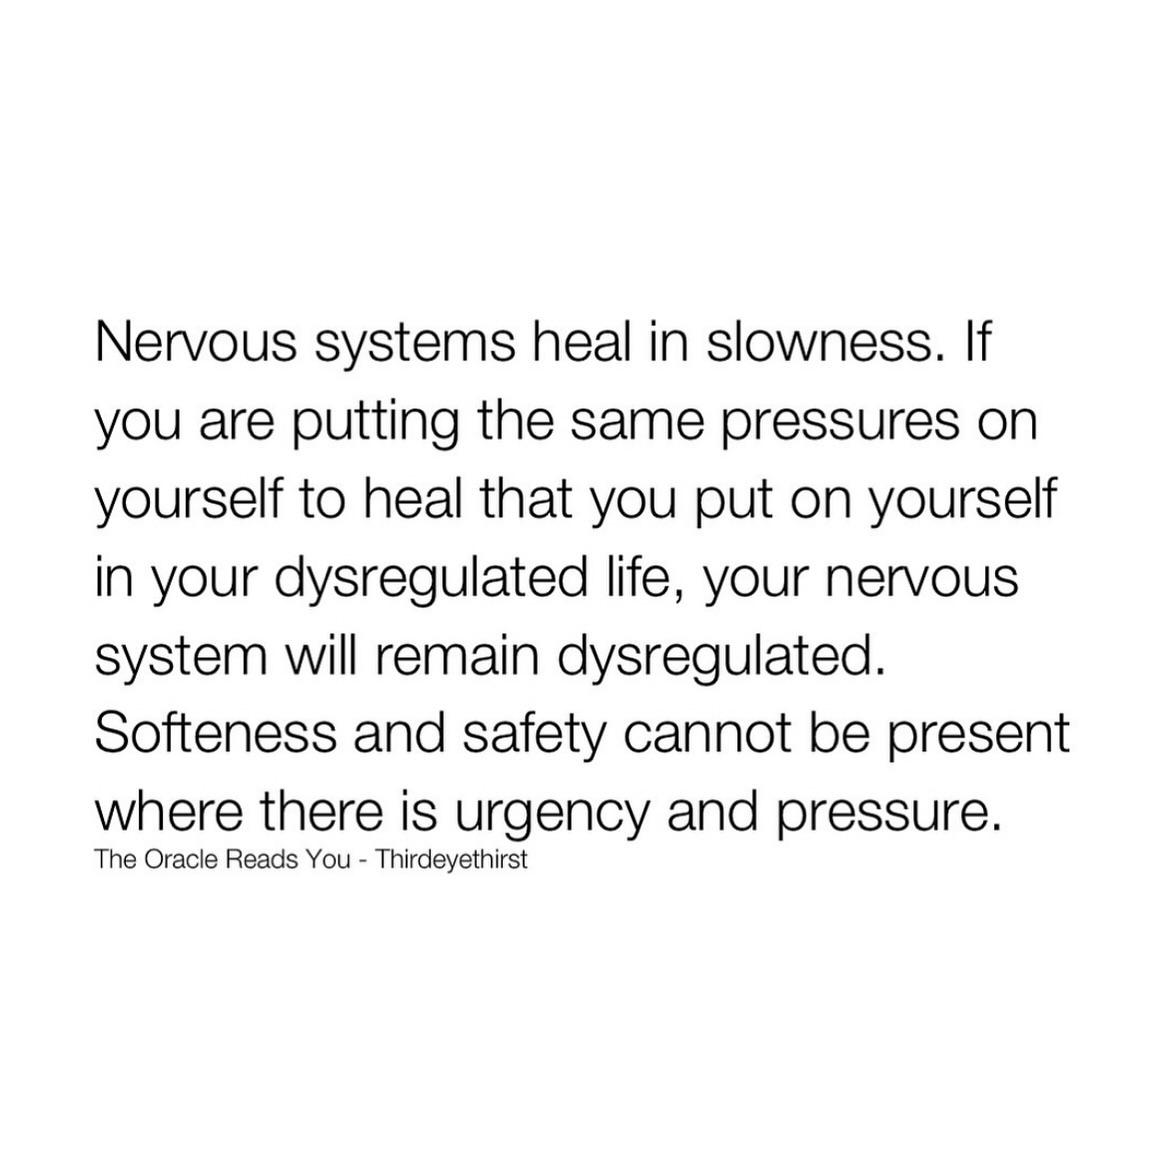 Nervous systems heal in slowness. If
you are putting the same pressures on
yourself to heal that you put on yourself
in your dysregulated life, your nervous
system will remain dysregulated.
Softeness and safety cannot be present
where there is urgency and pressure.
The Oracle Reads You - Thirdeyethirst